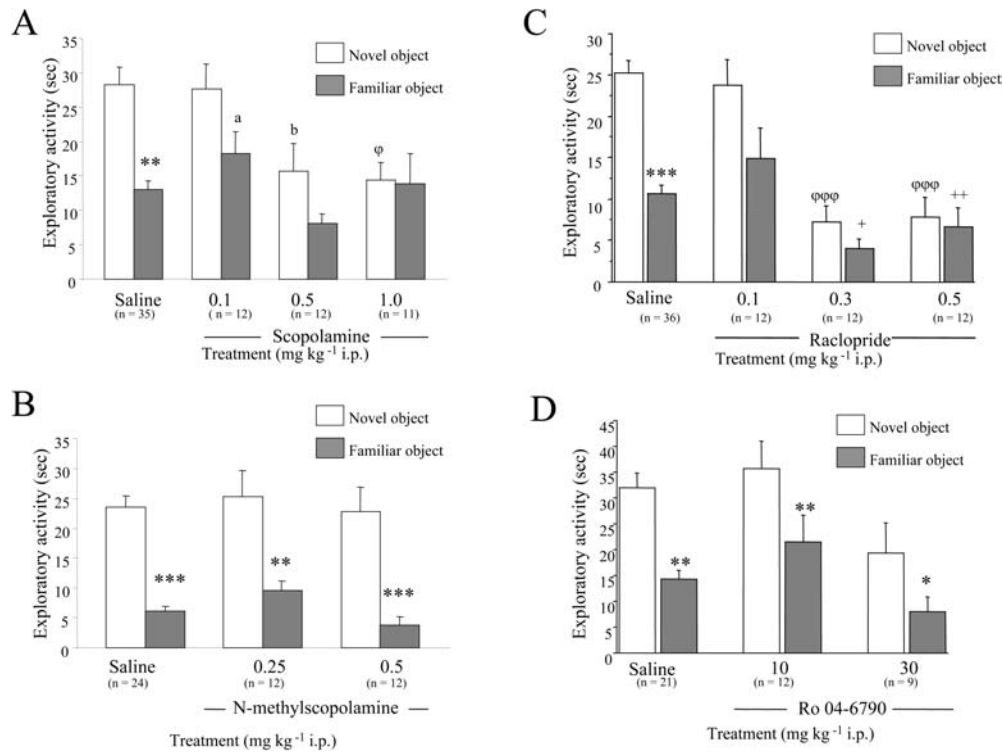 A
35
30
25
20
15
10
5
0
Exploratory activity (sec)
Novel object
Familiar object
**
a
b
φ
Saline 0.1 0.5 1.0
(n = 35) ( n = 12) (n = 12) (n = 11)
Scopolamine
Treatment (mg kg -1 i.p.)
C
30
25
20
15
10
5
0
Exploratory activity (sec)
Novel object
Familiar object
***
φφφ
+
φφφ
++
Saline 0.1 0.3 0.5
(n = 36) (n = 12) (n = 12) (n = 12)
Raclopride
Treatment (mg kg -1 i.p.)
B
35
30
25
20
15
10
5
0
Exploratory activity (sec)
Novel object
Familiar object
***
**
***
Saline 0.25 0.5
(n = 24) (n = 12) (n = 12)
N-methylscopolamine
Treatment (mg kg -1 i.p.)
D
45
40
35
30
25
20
15
10
5
0
Exploratory activity (sec)
Novel object
Familiar object
**
**
*
Saline 10 30
(n = 21) (n = 12) (n = 9)
Ro 04-6790
Treatment (mg kg -1 i.p.)